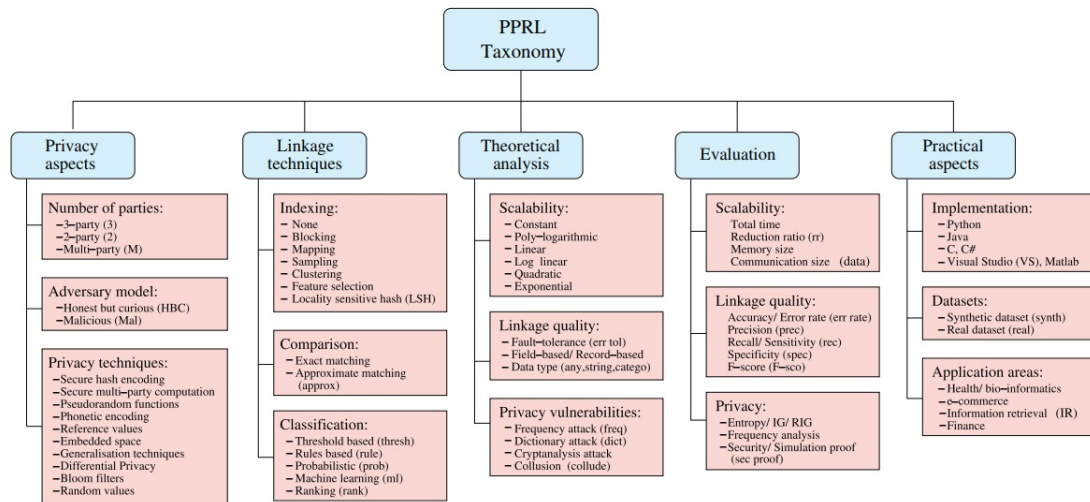 PPRL
Taxonomy
Privacy
aspects
Number of parties:
–3–party (3)
–2–party (2)
–Multi–party (M)
Adversary model:
–Honest but curious (HBC)
–Malicious (Mal)
Privacy techniques:
–Secure hash encoding
–Secure multi–party computation
–Pseudorandom functions
–Phonetic encoding
–Reference values
–Embedded space
–Generalisation techniques
–Differential Privacy
–Bloom filters
–Random values
Linkage
techniques
Indexing:
– None
– Blocking
– Mapping
– Sampling
– Clustering
– Feature selection
– Locality sensitive hash (LSH)
Comparison:
– Exact matching
– Approximate matching
(approx)
Classification:
– Threshold based (thresh)
– Rules based (rule)
– Probabilistic (prob)
– Machine learning (ml)
– Ranking (rank)
Theoretical
analysis
Scalability:
– Constant
– Poly–logarithmic
– Linear
– Log linear
– Quadratic
– Exponential
Linkage quality:
– Fault–tolerance (err tol)
– Field–based/ Record–based
– Data type (any,string,catego)
Privacy vulnerabilities:
– Frequency attack (freq)
– Dictionary attack (dict)
– Cryptanalysis attack
– Collusion (collude)
Evaluation
Scalability:
Total time
Reduction ratio (rr)
Memory size
Communication size (data)
Linkage quality:
Accuracy/ Error rate (err rate)
Precision (prec)
Recall/ Sensitivity (rec)
Specificity (spec)
F–score (F–sco)
Privacy:
–Entropy/ IG/ RIG
–Frequency analysis
–Security/ Simulation proof
(sec proof)
Practical
aspects
Implementation:
–Python
–Java
–C, C#
–Visual Studio (VS), Matlab
Datasets:
–Synthetic dataset (synth)
–Real dataset (real)
Application areas:
–Health/ bio–informatics
–e–commerce
–Information retrieval (IR)
–Finance